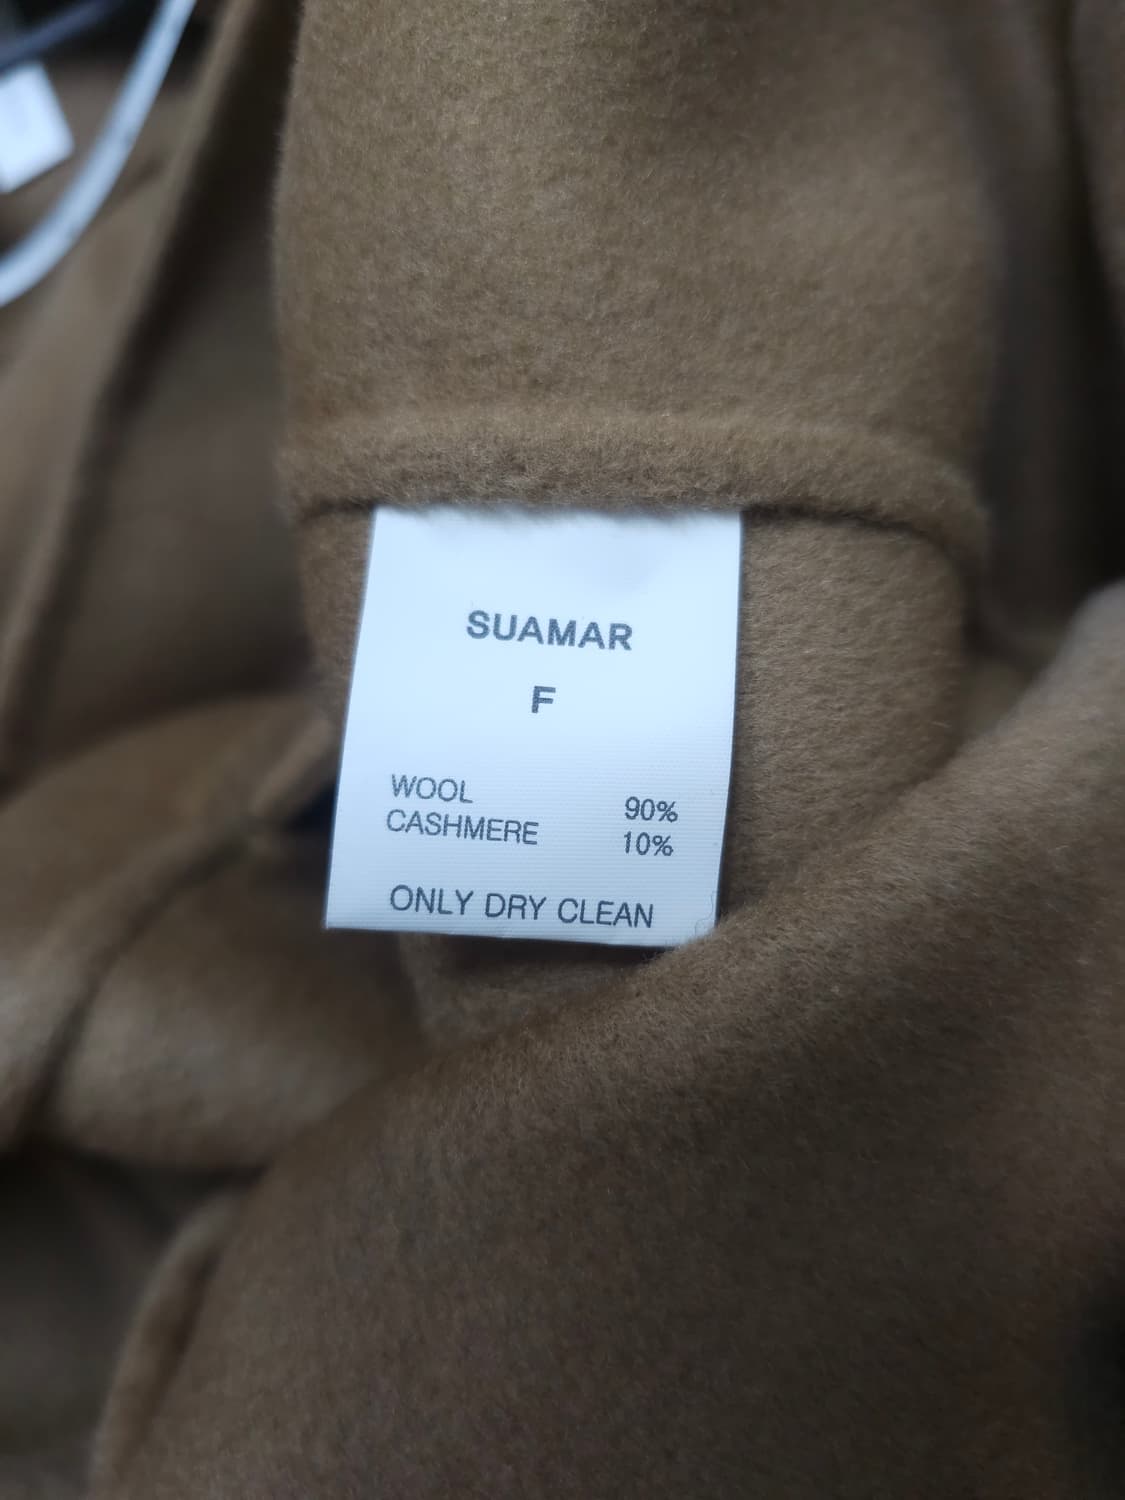 SUAMAR
F
WOOL 90%
CASHMERE 10%
ONLY DRY CLEAN